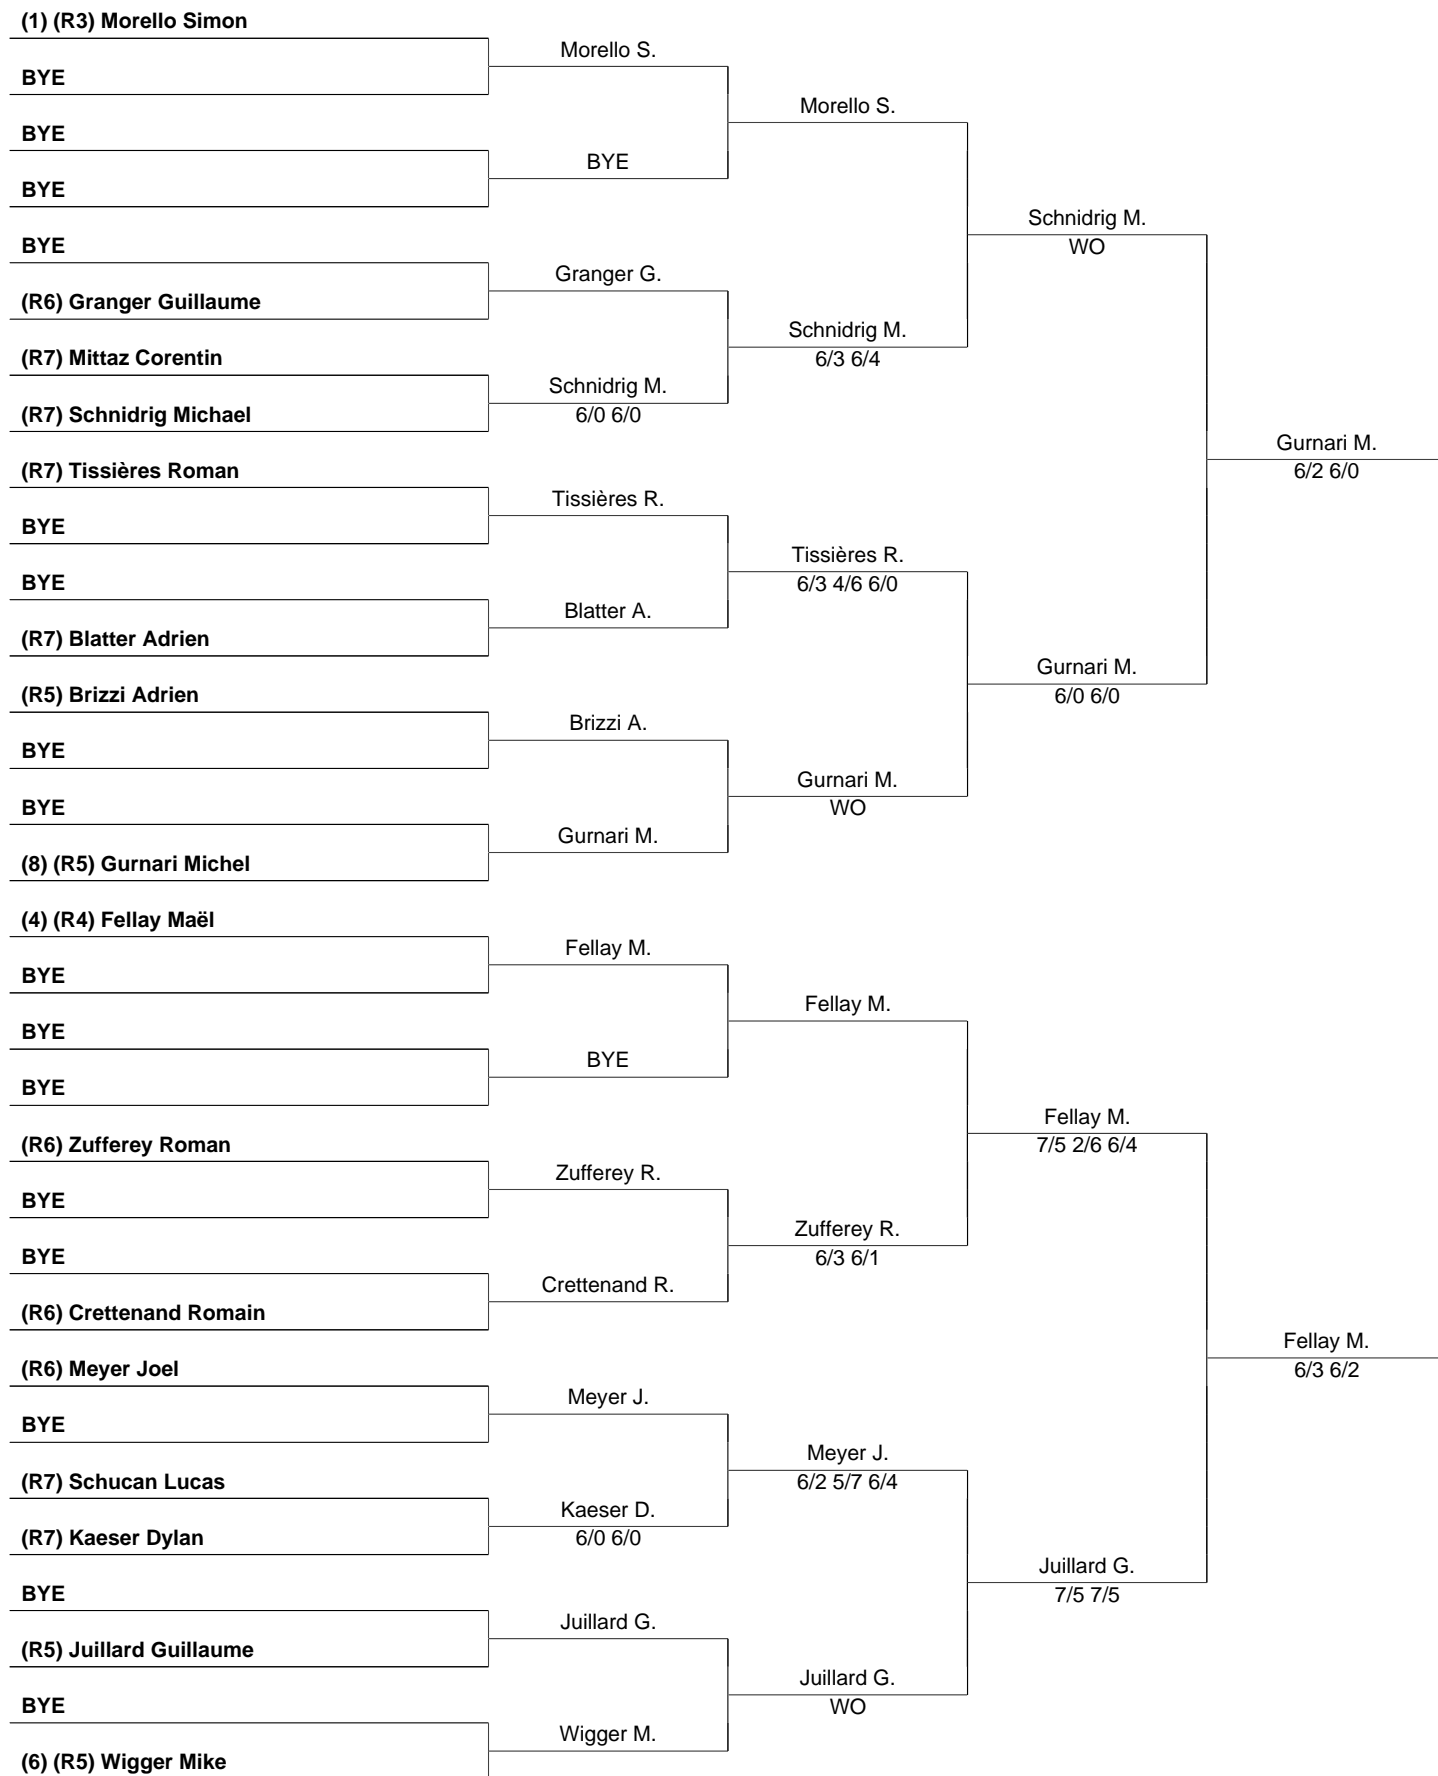 (1) (R3) Morello Simon
BYE
BYE
BYE
BYE
(R6) Granger Guillaume
(R7) Mittaz Corentin
(R7) Schnidrig Michael
(R7) Tissières Roman
BYE
BYE
(R7) Blatter Adrien
(R5) Brizzi Adrien
BYE
BYE
(8) (R5) Gurnari Michel
(4) (R4) Fellay Maël
BYE
BYE
BYE
(R6) Zufferey Roman
BYE
BYE
(R6) Crettenand Romain
(R6) Meyer Joel
BYE
(R7) Schucan Lucas
(R7) Kaeser Dylan
BYE
(R5) Juillard Guillaume
BYE
(6) (R5) Wigger Mike
Morello S.
BYE
Granger G.
Schnidrig M.
6/0 6/0
Tissières R.
Blatter A.
Brizzi A.
Gurnari M.
Fellay M.
BYE
Zufferey R.
Crettenand R.
Meyer J.
Kaeser D.
6/0 6/0
Juillard G.
Wigger M.
Morello S.
Schnidrig M.
6/3 6/4
Tissières R.
6/3 4/6 6/0
Gurnari M.
WO
Fellay M.
Zufferey R.
6/3 6/1
Meyer J.
6/2 5/7 6/4
Juillard G.
WO
Schnidrig M.
WO
Gurnari M.
6/0 6/0
Fellay M.
7/5 2/6 6/4
Juillard G.
7/5 7/5
Gurnari M.
6/2 6/0
Fellay M.
6/3 6/2